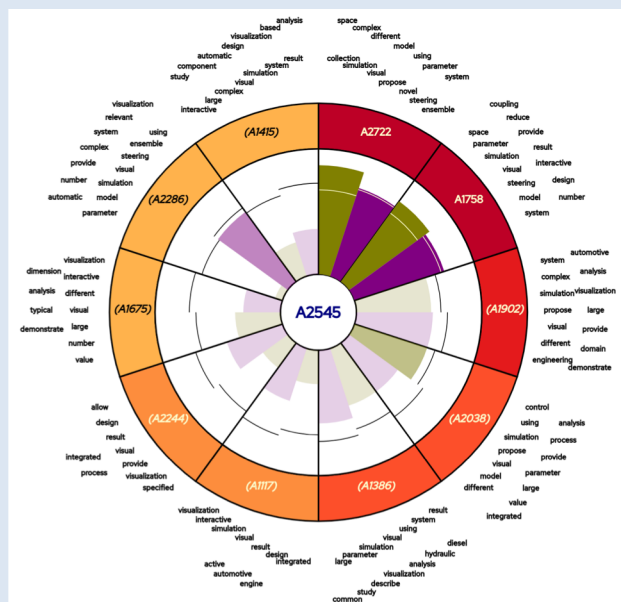 analysis
based
visualization
design
automatic
component
study
result
system
simulation
visual
complex
large
interactive
space
complex
different
model
using
parameter
system
collection
simulation
visual
propose
novel
steering
ensemble
coupling
reduce
provide
result
interactive
design
number
space
parameter
simulation
visual
steering
model
system
automotive
analysis
visualization
large
provide
domain
demonstrate
system
complex
simulation
propose
visual
different
engineering
control
using
simulation
propose
visual
model
different
analysis
process
provide
parameter
large
value
integrated
result
system
using
visual
simulation
parameter
large
diesel
hydraulic
analysis
visualization
describe
study
common
visualization
interactive
simulation
visual
result
design
integrated
active
automotive
engine
allow
design
result
visual
provide
visualization
specified
integrated
process
visualization
interactive
different
visual
large
number
value
dimension
analysis
typical
demonstrate
visualization
relevant
system
complex
provide
number
automatic
using
ensemble
steering
visual
simulation
model
parameter
(A1415)
A2722
A1758
(A1902)
(A2038)
(A1386)
(A1117)
(A2244)
(A1675)
(A2286)
A2545